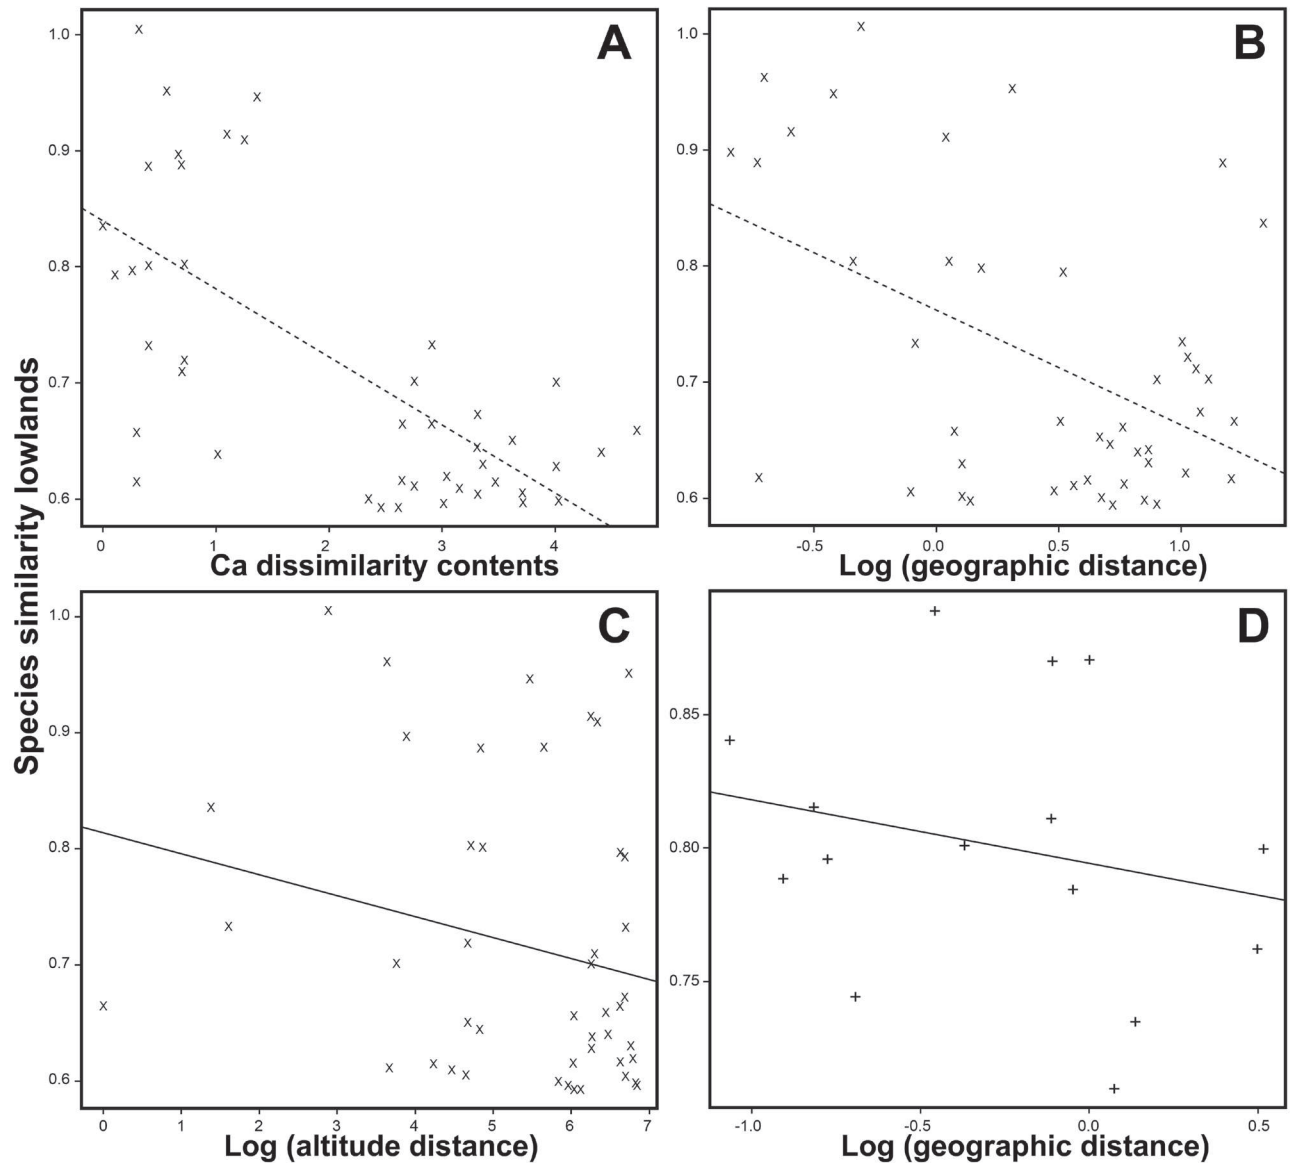 A
1.0
0.9
0.8
0.7
0.6
0 1 2 3 4
Ca dissimilarity contents
B
1.0
0.9
0.8
0.7
0.6
-0.5 0.0 0.5 1.0
Log (geographic distance)
Species similarity lowlands
C
1.0
0.9
0.8
0.7
0.6
0 1 2 3 4 5 6 7
Log (altitude distance)
D
0.85
0.80
0.75
-1.0 -0.5 0.0 0.5
Log (geographic distance)